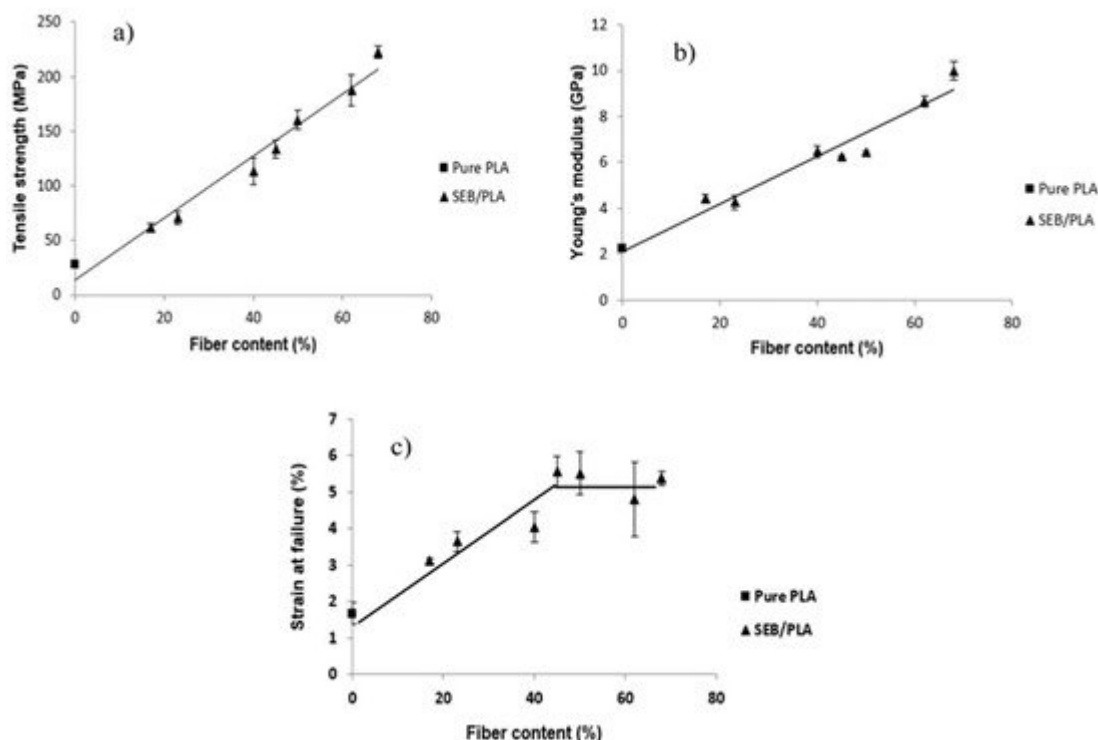 a)
Tensile strength (MPa)
250
200
150
100
50
0
0 20 40 60 80
Fiber content (%)
Pure PLA
SEB/PLA
b)
Young's modulus (GPa)
12
10
8
6
4
2
0
0 20 40 60 80
Fiber content (%)
Pure PLA
SEB/PLA
c)
Strain at failure (%)
7
6
5
4
3
2
1
0
0 20 40 60 80
Fiber content (%)
Pure PLA
SEB/PLA